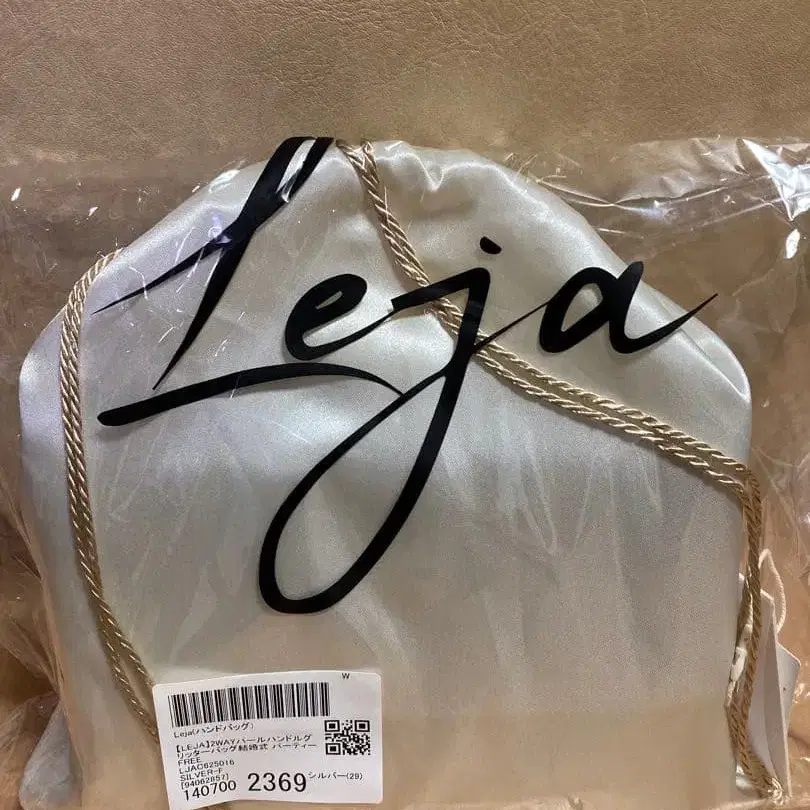 Leja
W
Leja(ハンドバッグ)
【LEJA】2WAYパールハンドルグ
リッターバッグ結婚式 パーティー
FREE
LJAC625016
SILVER-F
[94062857]
140700 2369 シルバー(29)